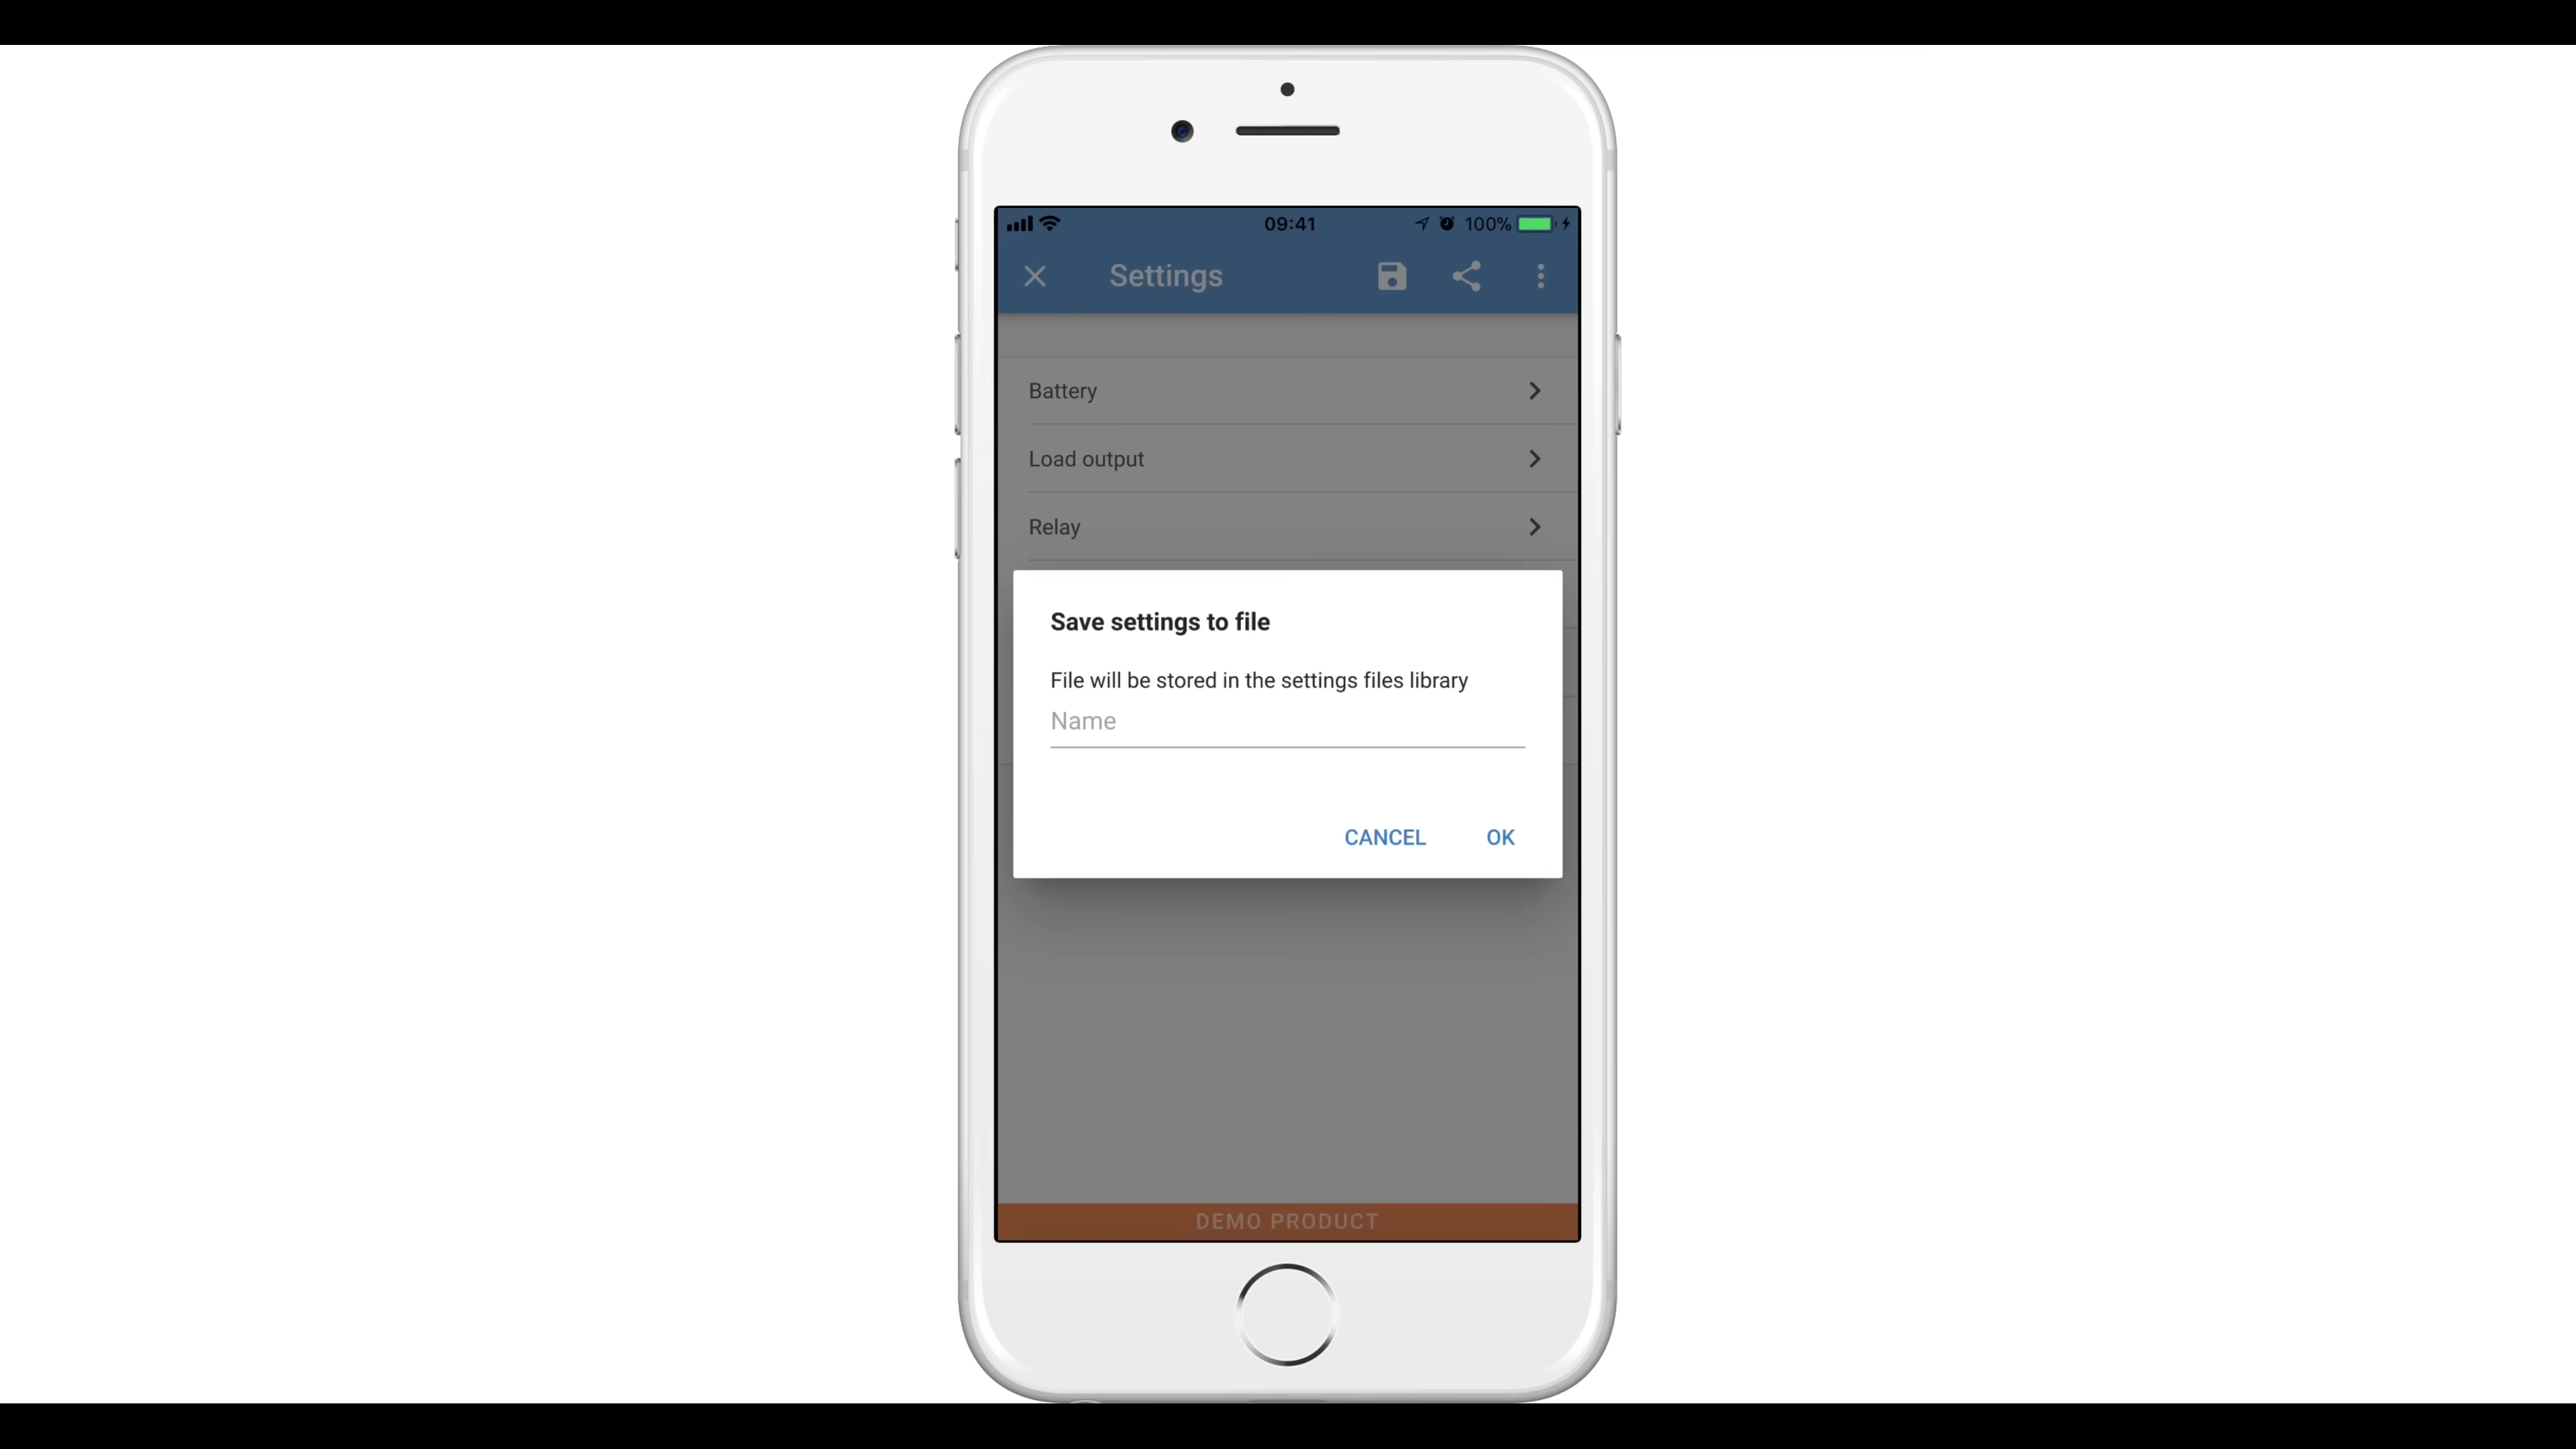 09:41
100%
Settings
Battery
Load output
Relay
Save settings to file
File will be stored in the settings files library
Name
CANCEL OK
DEMO PRODUCT